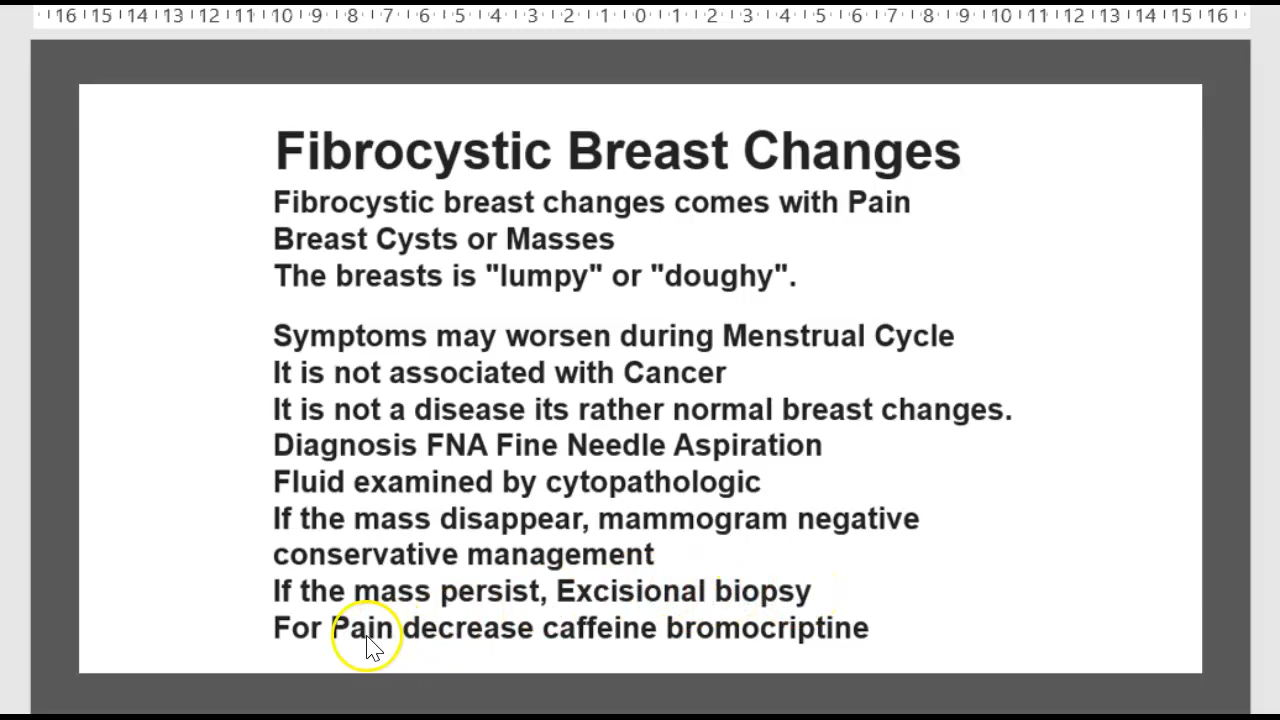 16 15 14 13 12 11 10 9 8 7 6 5 4 3 2 1 0 1 2 3 4 5 6 7 8 9 10 11 12 13 14 15 16
Fibrocystic Breast Changes
Fibrocystic breast changes comes with Pain
Breast Cysts or Masses
The breasts is "lumpy" or "doughy".
Symptoms may worsen during Menstrual Cycle
It is not associated with Cancer
It is not a disease its rather normal breast changes.
Diagnosis FNA Fine Needle Aspiration
Fluid examined by cytopathologic
If the mass disappear, mammogram negative
conservative management
If the mass persist, Excisional biopsy
For Pain decrease caffeine bromocriptine